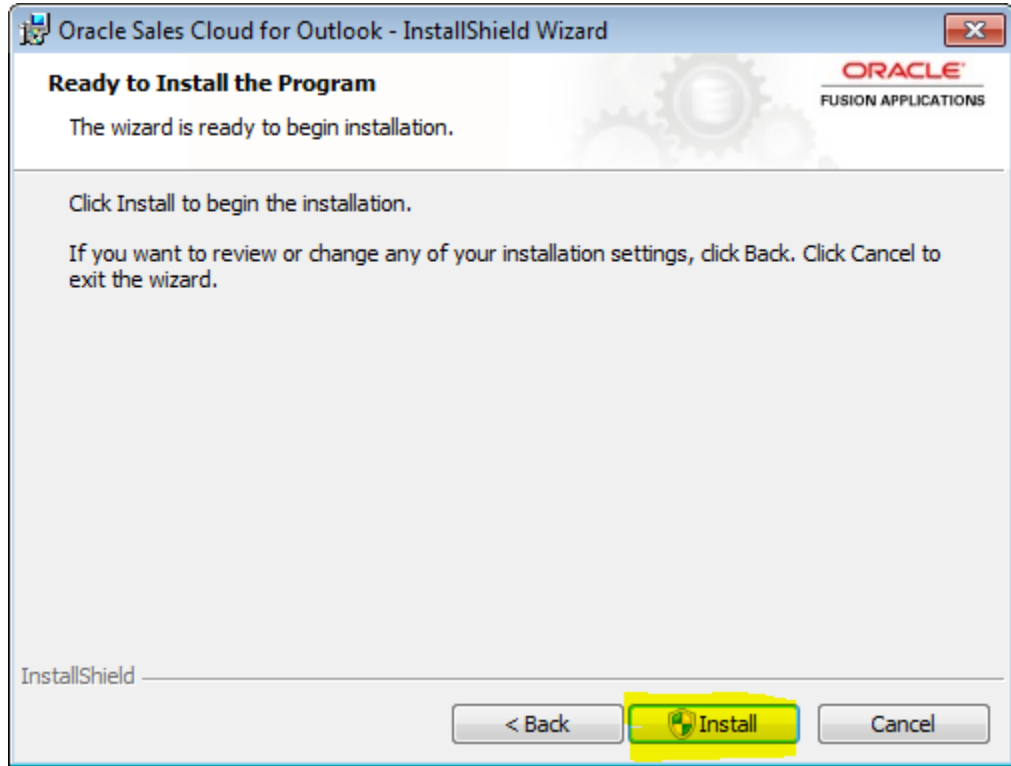 Oracle Sales Cloud for Outlook - InstallShield Wizard
Ready to Install the Program
The wizard is ready to begin installation.
ORACLE'
FUSION APPLICATIONS
Click Install to begin the installation.
If you want to review or change any of your installation settings, click Back. Click Cancel to
exit the wizard.
InstallShield
< Back
Install
Cancel